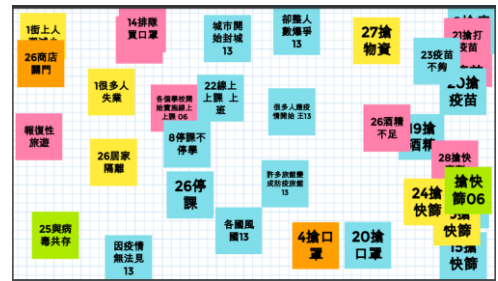 1街上人
26商店
關門
14排隊
買口罩
城市開
始封城
13
卻整人
數爆爭
13
27搶
物資
21搶打
疫苗
23疫苗
不夠
20搶
疫苗
1很多人
失業
各個學校開
始實施線上
上課 06
22線上
上課 上
班
很多人應疫
情開始 王13
報復性
旅遊
8停課不
停學
26酒精
不足
19搶
酒精
26居家
隔離
28搶快
26停
課
許多旅館變
成防疫旅館
13
24搶
快篩
搶快
篩06
快篩
25與病
毒共存
因疫情
無法見
13
各國風
國13
4搶口
罩
20搶
口罩
15搶
快篩